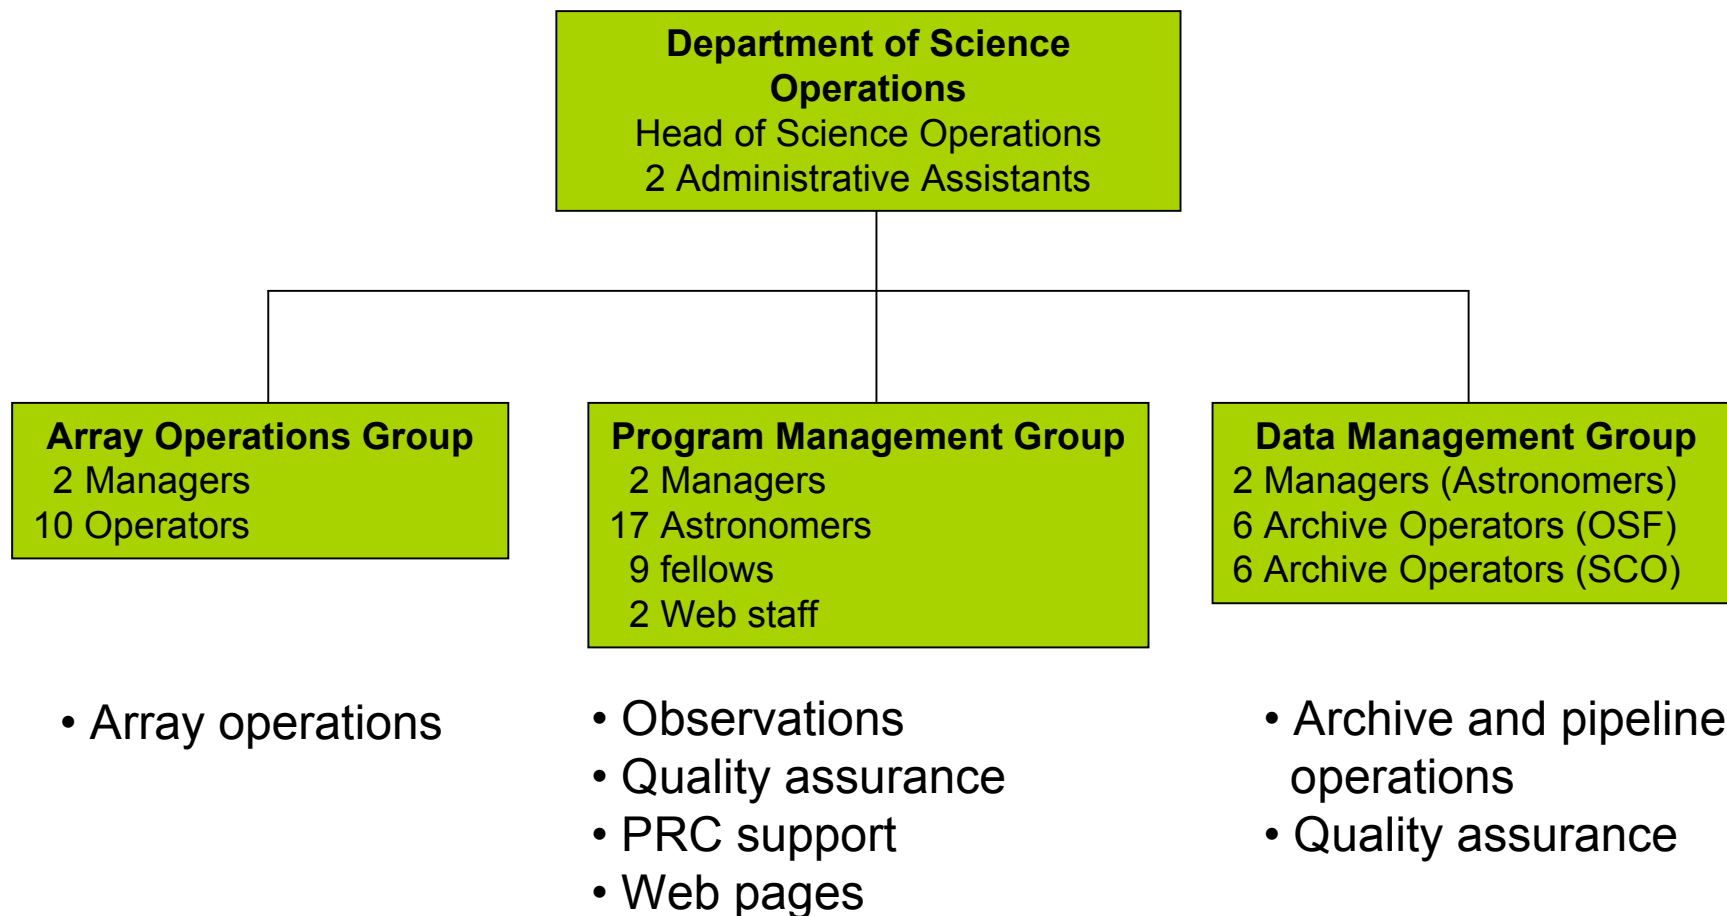 Department of Science
Operations
Head of Science Operations
2 Administrative Assistants
Array Operations Group
2 Managers
10 Operators
Program Management Group
2 Managers
17 Astronomers
9 fellows
2 Web staff
Data Management Group
2 Managers (Astronomers)
6 Archive Operators (OSF)
6 Archive Operators (SCO)
• Array operations
• Observations
• Quality assurance
• PRC support
• Web pages
• Archive and pipeline
operations
• Quality assurance